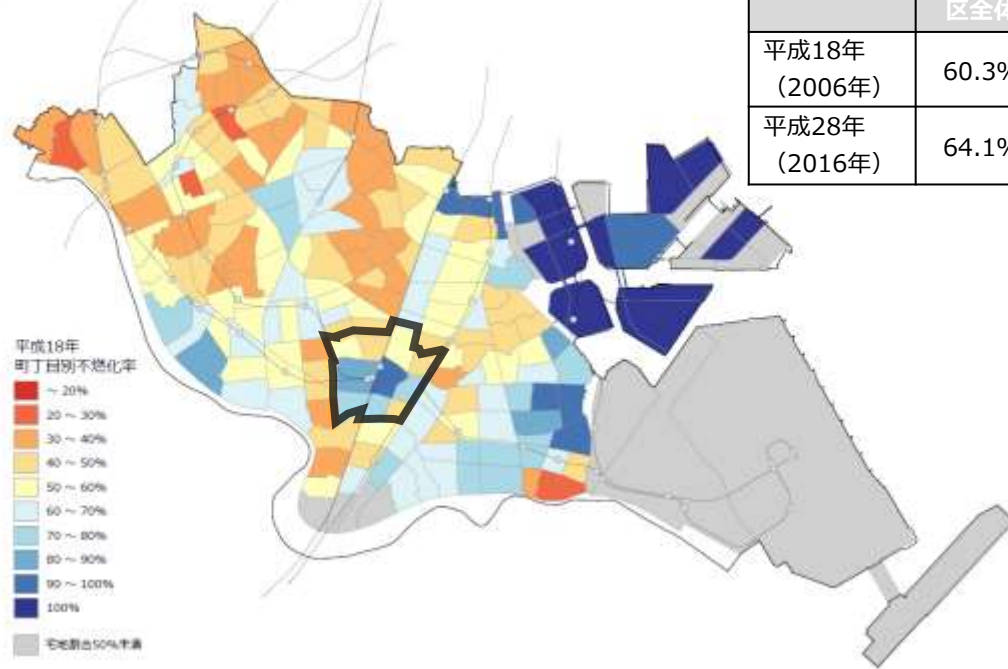 区全体
平成18年
（2006年）
60.3%
平成28年
（2016年）
64.1%
平成18年
町丁目別不燃化率
～ 20%
20 ～ 30%
30 ～ 40%
40 ～ 50%
50 ～ 60%
60 ～ 70%
70 ～ 80%
80 ～ 90%
90 ～ 100%
100%
宅地割合50%未満